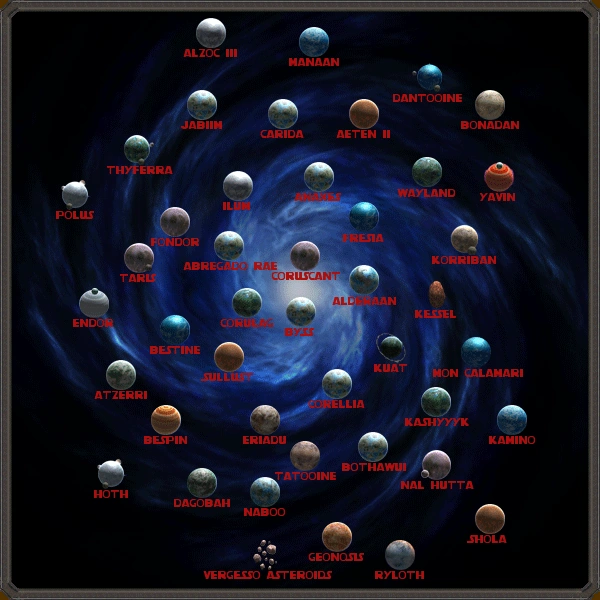 ALZOC III
MANAAN
DANTOOINE
JABIIM
CARIDA
AETEN II
BONADAN
THYFERRA
WAYLAND
YAVIN
ILUM
POLUS
FONDOR
FRESIA
KORRIBAN
ABREGADO RAE
CORUSCANT
TARIS
ALDERAAN
KESSEL
ENDOR
CORULAG
BYSS
BESTINE
KUAT
MON CALAMARI
SULLUST
ATZERRI
CORELLIA
KASHYYYK
BESPIN
ERIADU
KAMINO
BOTHAWUI
TATOOINE
NAL HUTTA
HOTH
DAGOBAH
NABOO
SHOLA
GEONOSIS
VERGESSO ASTEROIDS
RYLOTH